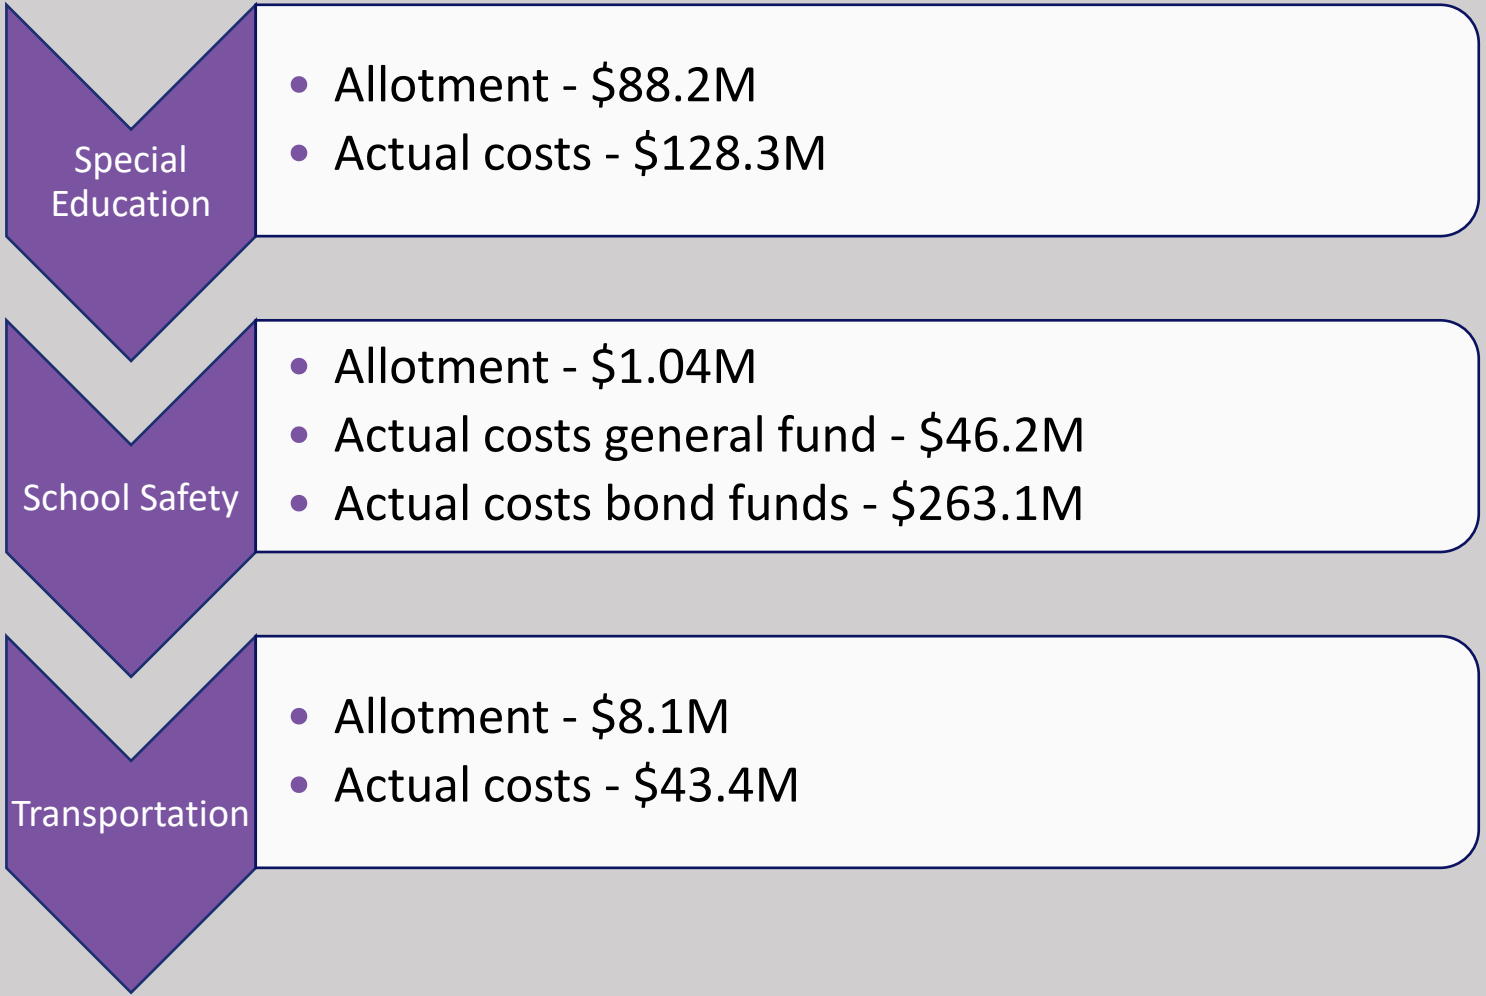 Special
Education
• Allotment - $88.2M
• Actual costs - $128.3M
School Safety
• Allotment - $1.04M
• Actual costs general fund - $46.2M
• Actual costs bond funds - $263.1M
Transportation
• Allotment - $8.1M
• Actual costs - $43.4M